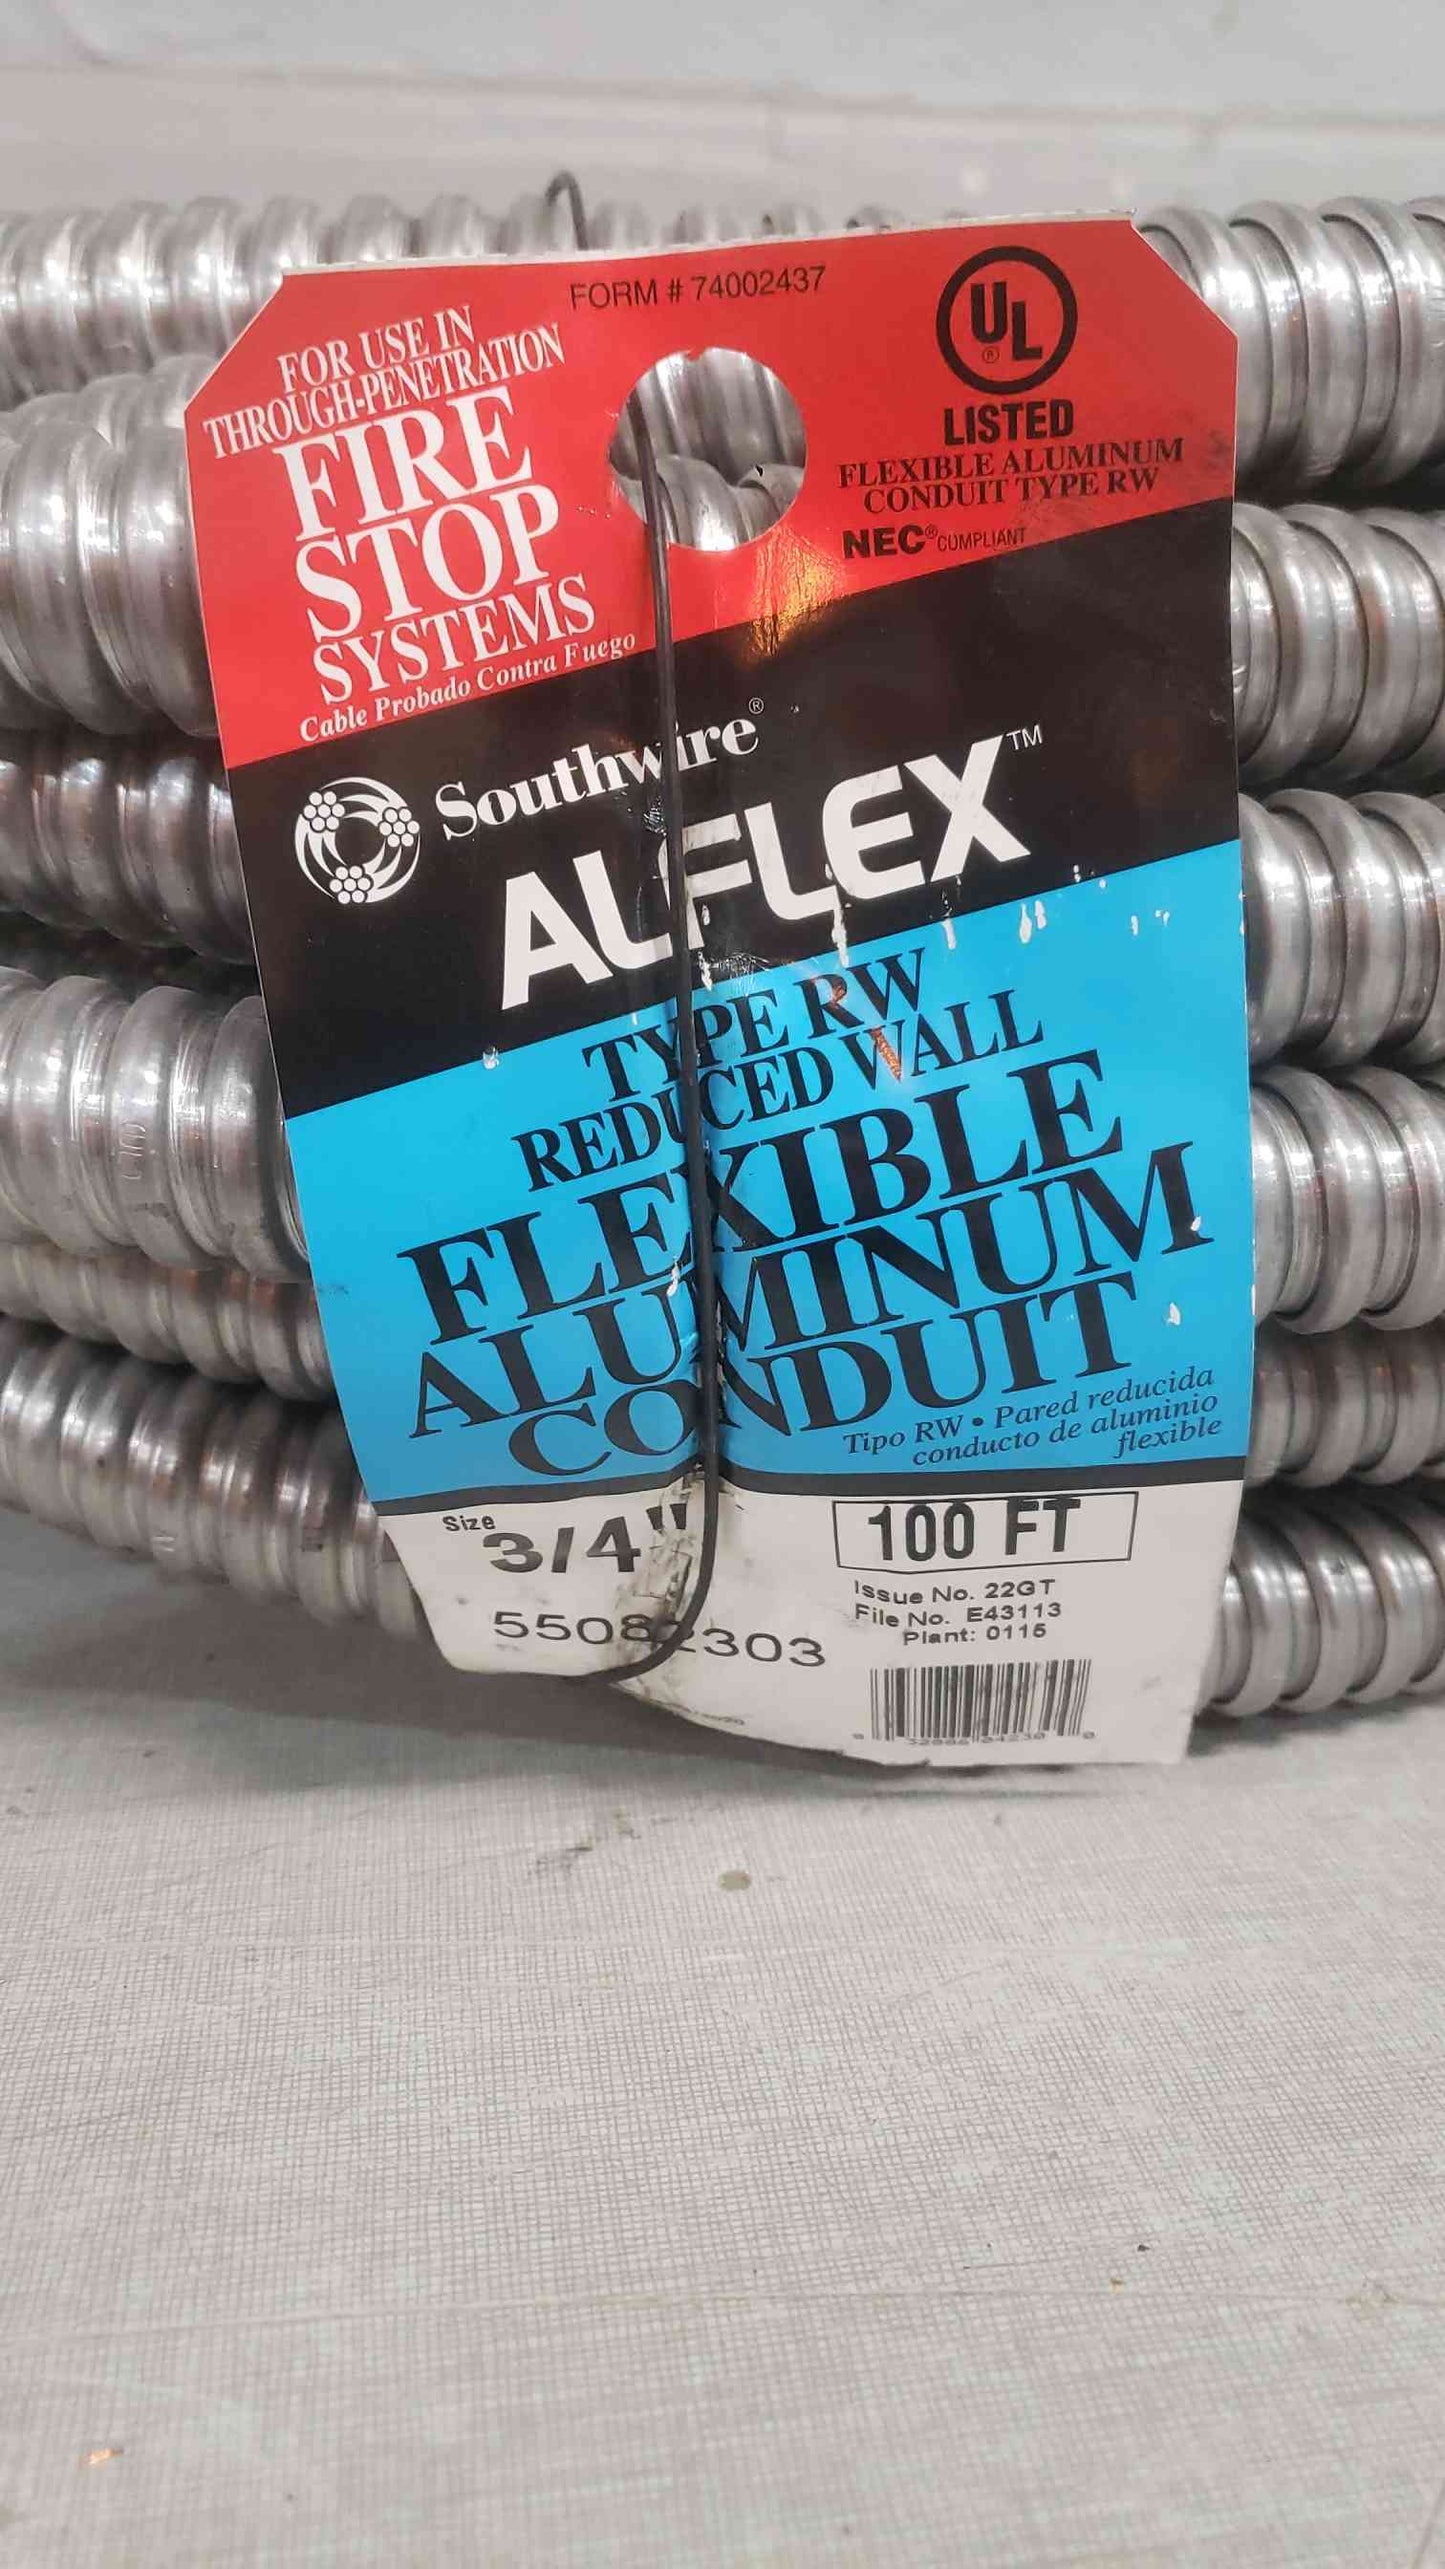 FORM # 74002437
FOR USE IN
THROUGH-PENETRATION
FIRE
STOP
SYSTEMS
Cable Probado Contra Fuego
UL
®
LISTED
FLEXIBLE ALUMINUM
CONDUIT TYPE RW
NEC® COMPLIANT
Southwire®
ALFLEX™
TYPE RW
REDUCED WALL
FLEXIBLE
ALUMINUM
CONDUIT
Tipo RW • Pared reducida
conducto de aluminio
flexible
Size 3/4"
55082303
100 FT
Issue No. 22GT
File No. E43113
Plant: 0115